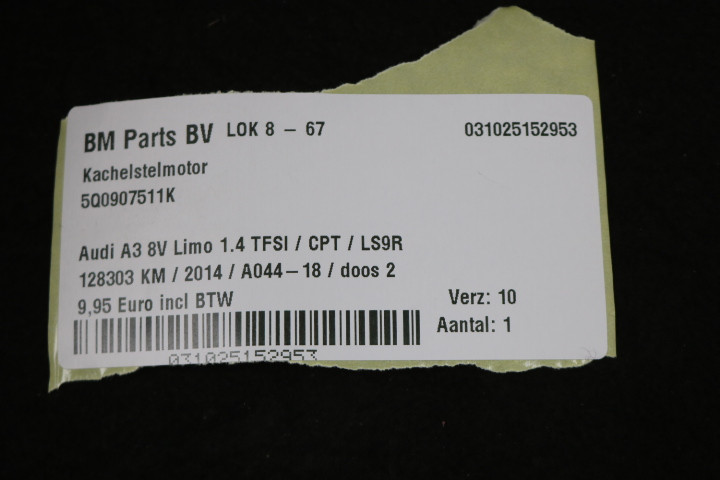 BM Parts BV LOK 8 – 67 031025152953
Kachelstelmotor
5Q0907511K
Audi A3 8V Limo 1.4 TFSI / CPT / LS9R
128303 KM / 2014 / A044–18 / doos 2
9,95 Euro incl BTW Verz: 10
Aantal: 1
031025152953